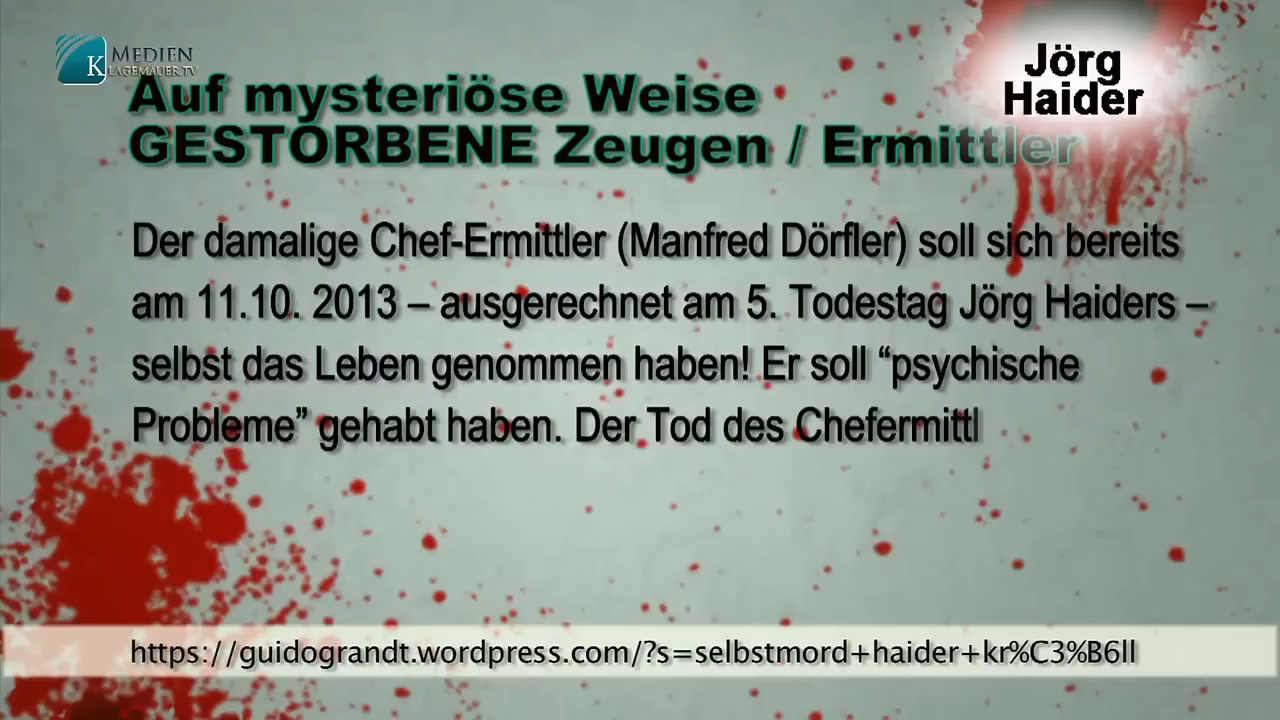 MEDIEN
KLAGEMAUER.TV
Jörg
Haider
Auf mysteriöse Weise
GESTORBENE Zeugen / Ermittler
Der damalige Chef-Ermittler (Manfred Dörfler) soll sich bereits
am 11.10. 2013 – ausgerechnet am 5. Todestag Jörg Haiders –
selbst das Leben genommen haben! Er soll “psychische
Probleme” gehabt haben. Der Tod des Chefermittl
https://guidograndt.wordpress.com/?s=selbstmord+haider+kr%C3%B6ll